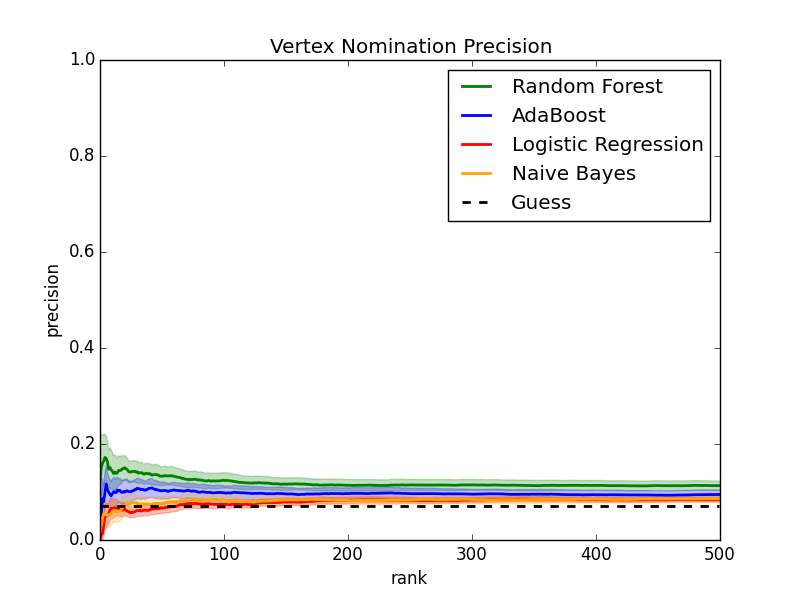 Vertex Nomination Precision
1.0
Random Forest
AdaBoost
Logistic Regression
Naive Bayes
Guess
0.8
0.6
0.4
0.2
0.0
precision
0
100
200
300
400
500
rank